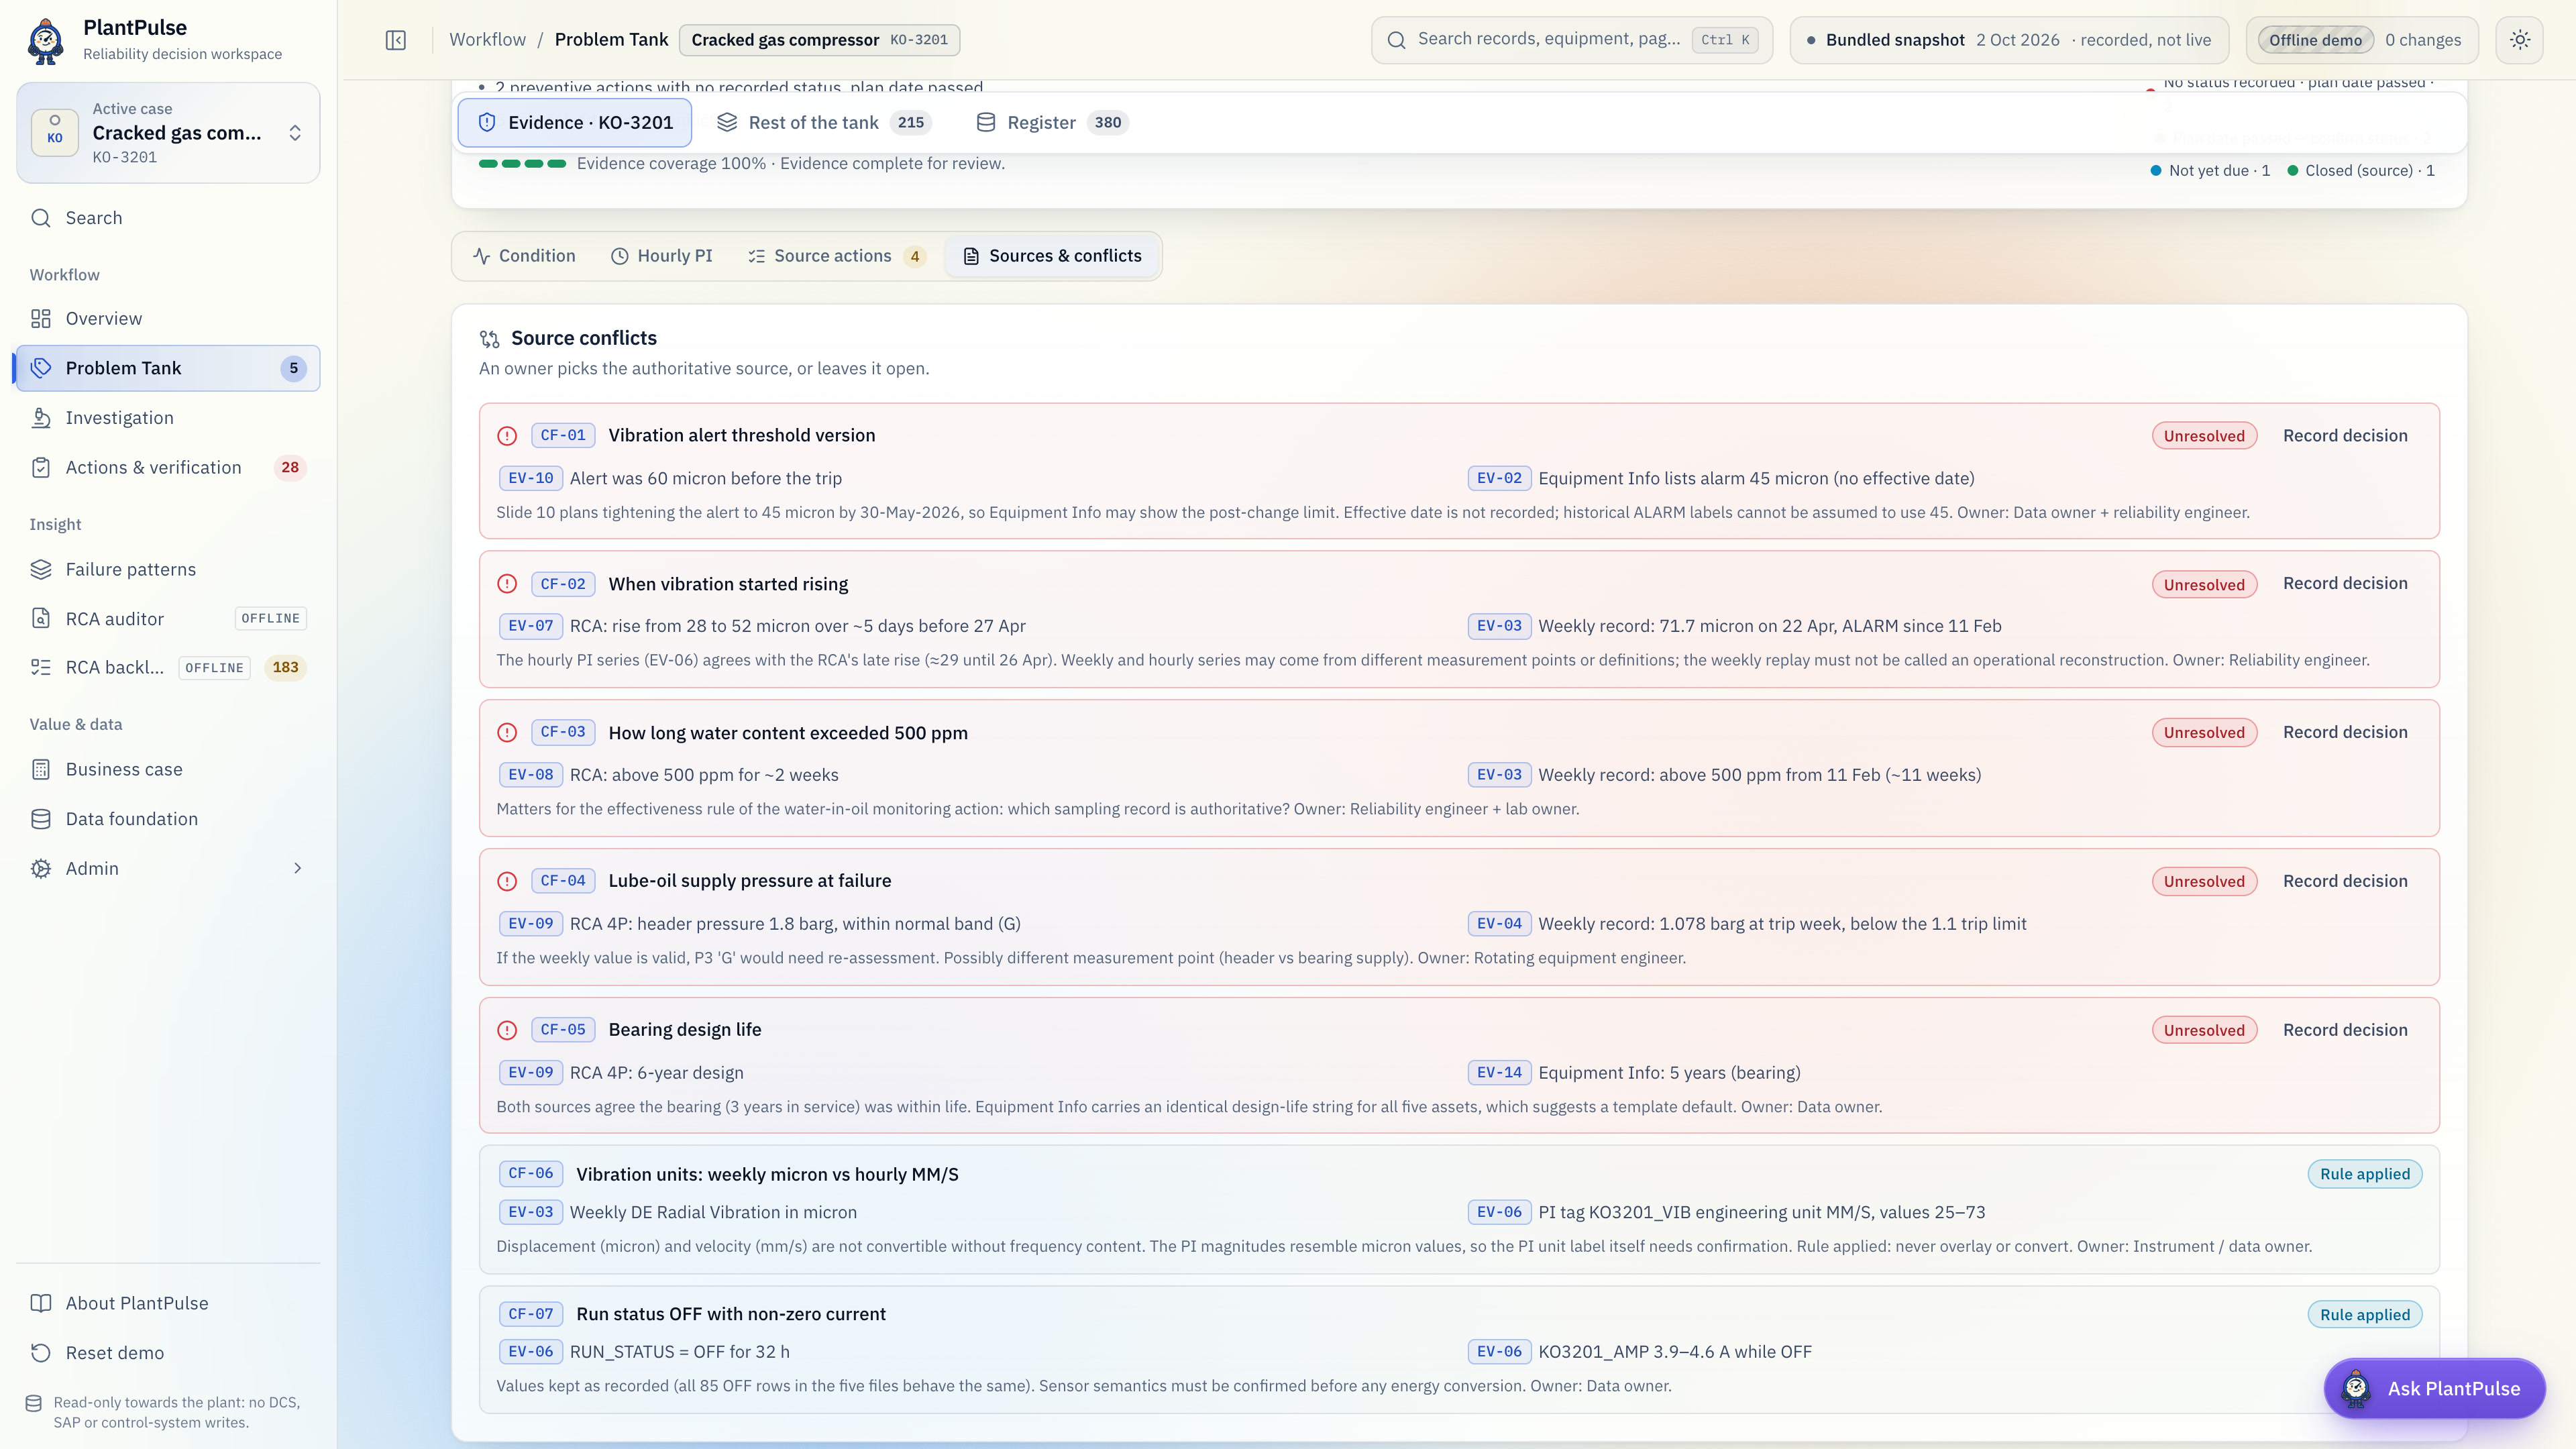 PlantPulse
Reliability decision workspace
Active case
KO
Cracked gas com...
KO-3201
Search
Workflow
Overview
Problem Tank 5
Investigation
Actions & verification 28
Insight
Failure patterns
RCA auditor OFFLINE
RCA backl... OFFLINE 183
Value & data
Business case
Data foundation
Admin
About PlantPulse
Reset demo
Read-only towards the plant: no DCS,
SAP or control-system writes.
Workflow / Problem Tank Cracked gas compressor KO-3201
Search records, equipment, pag... Ctrl K
Bundled snapshot 2 Oct 2026 · recorded, not live
Offline demo 0 changes
• 2 preventive actions with no recorded status, plan date passed
No status recorded · plan date passed ·
Evidence · KO-3201 Rest of the tank 215 Register 380
Evidence coverage 100% · Evidence complete for review.
Not yet due · 1 Closed (source) · 1
Condition Hourly PI Source actions 4 Sources & conflicts
Source conflicts
An owner picks the authoritative source, or leaves it open.
CF-01 Vibration alert threshold version Unresolved Record decision
EV-10 Alert was 60 micron before the trip EV-02 Equipment Info lists alarm 45 micron (no effective date)
Slide 10 plans tightening the alert to 45 micron by 30-May-2026, so Equipment Info may show the post-change limit. Effective date is not recorded; historical ALARM labels cannot be assumed to use 45. Owner: Data owner + reliability engineer.
CF-02 When vibration started rising Unresolved Record decision
EV-07 RCA: rise from 28 to 52 micron over ~5 days before 27 Apr EV-03 Weekly record: 71.7 micron on 22 Apr, ALARM since 11 Feb
The hourly PI series (EV-06) agrees with the RCA's late rise (≈29 until 26 Apr). Weekly and hourly series may come from different measurement points or definitions; the weekly replay must not be called an operational reconstruction. Owner: Reliability engineer.
CF-03 How long water content exceeded 500 ppm Unresolved Record decision
EV-08 RCA: above 500 ppm for ~2 weeks EV-03 Weekly record: above 500 ppm from 11 Feb (~11 weeks)
Matters for the effectiveness rule of the water-in-oil monitoring action: which sampling record is authoritative? Owner: Reliability engineer + lab owner.
CF-04 Lube-oil supply pressure at failure Unresolved Record decision
EV-09 RCA 4P: header pressure 1.8 barg, within normal band (G) EV-04 Weekly record: 1.078 barg at trip week, below the 1.1 trip limit
If the weekly value is valid, P3 'G' would need re-assessment. Possibly different measurement point (header vs bearing supply). Owner: Rotating equipment engineer.
CF-05 Bearing design life Unresolved Record decision
EV-09 RCA 4P: 6-year design EV-14 Equipment Info: 5 years (bearing)
Both sources agree the bearing (3 years in service) was within life. Equipment Info carries an identical design-life string for all five assets, which suggests a template default. Owner: Data owner.
CF-06 Vibration units: weekly micron vs hourly MM/S Rule applied
EV-03 Weekly DE Radial Vibration in micron EV-06 PI tag KO3201_VIB engineering unit MM/S, values 25–73
Displacement (micron) and velocity (mm/s) are not convertible without frequency content. The PI magnitudes resemble micron values, so the PI unit label itself needs confirmation. Rule applied: never overlay or convert. Owner: Instrument / data owner.
CF-07 Run status OFF with non-zero current Rule applied
EV-06 RUN_STATUS = OFF for 32 h EV-06 KO3201_AMP 3.9–4.6 A while OFF
Values kept as recorded (all 85 OFF rows in the five files behave the same). Sensor semantics must be confirmed before any energy conversion. Owner: Data owner.
Ask PlantPulse